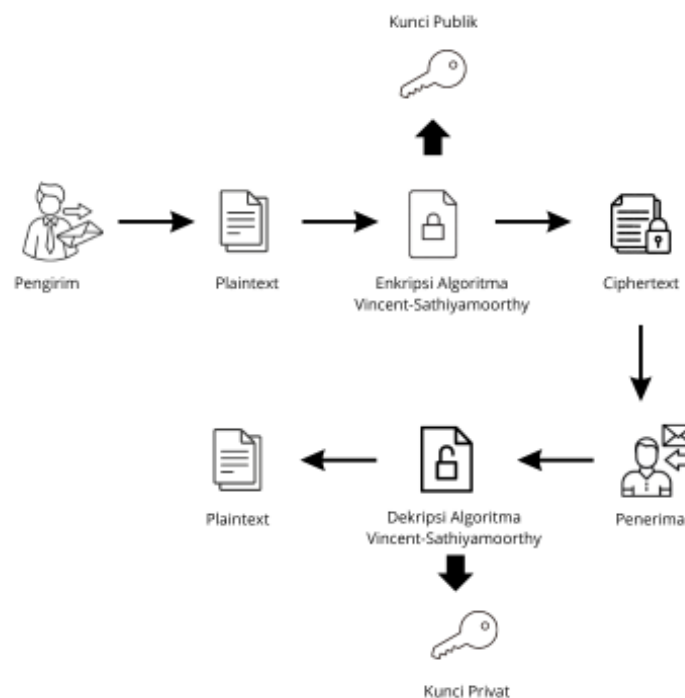 Kunci Publik
Pengirim
Plaintext
Enkripsi Algoritma
Vincent-Sathiyamoorthy
Ciphertext
Plaintext
Dekripsi Algoritma
Vincent-Sathiyamoorthy
Penerima
Kunci Privat